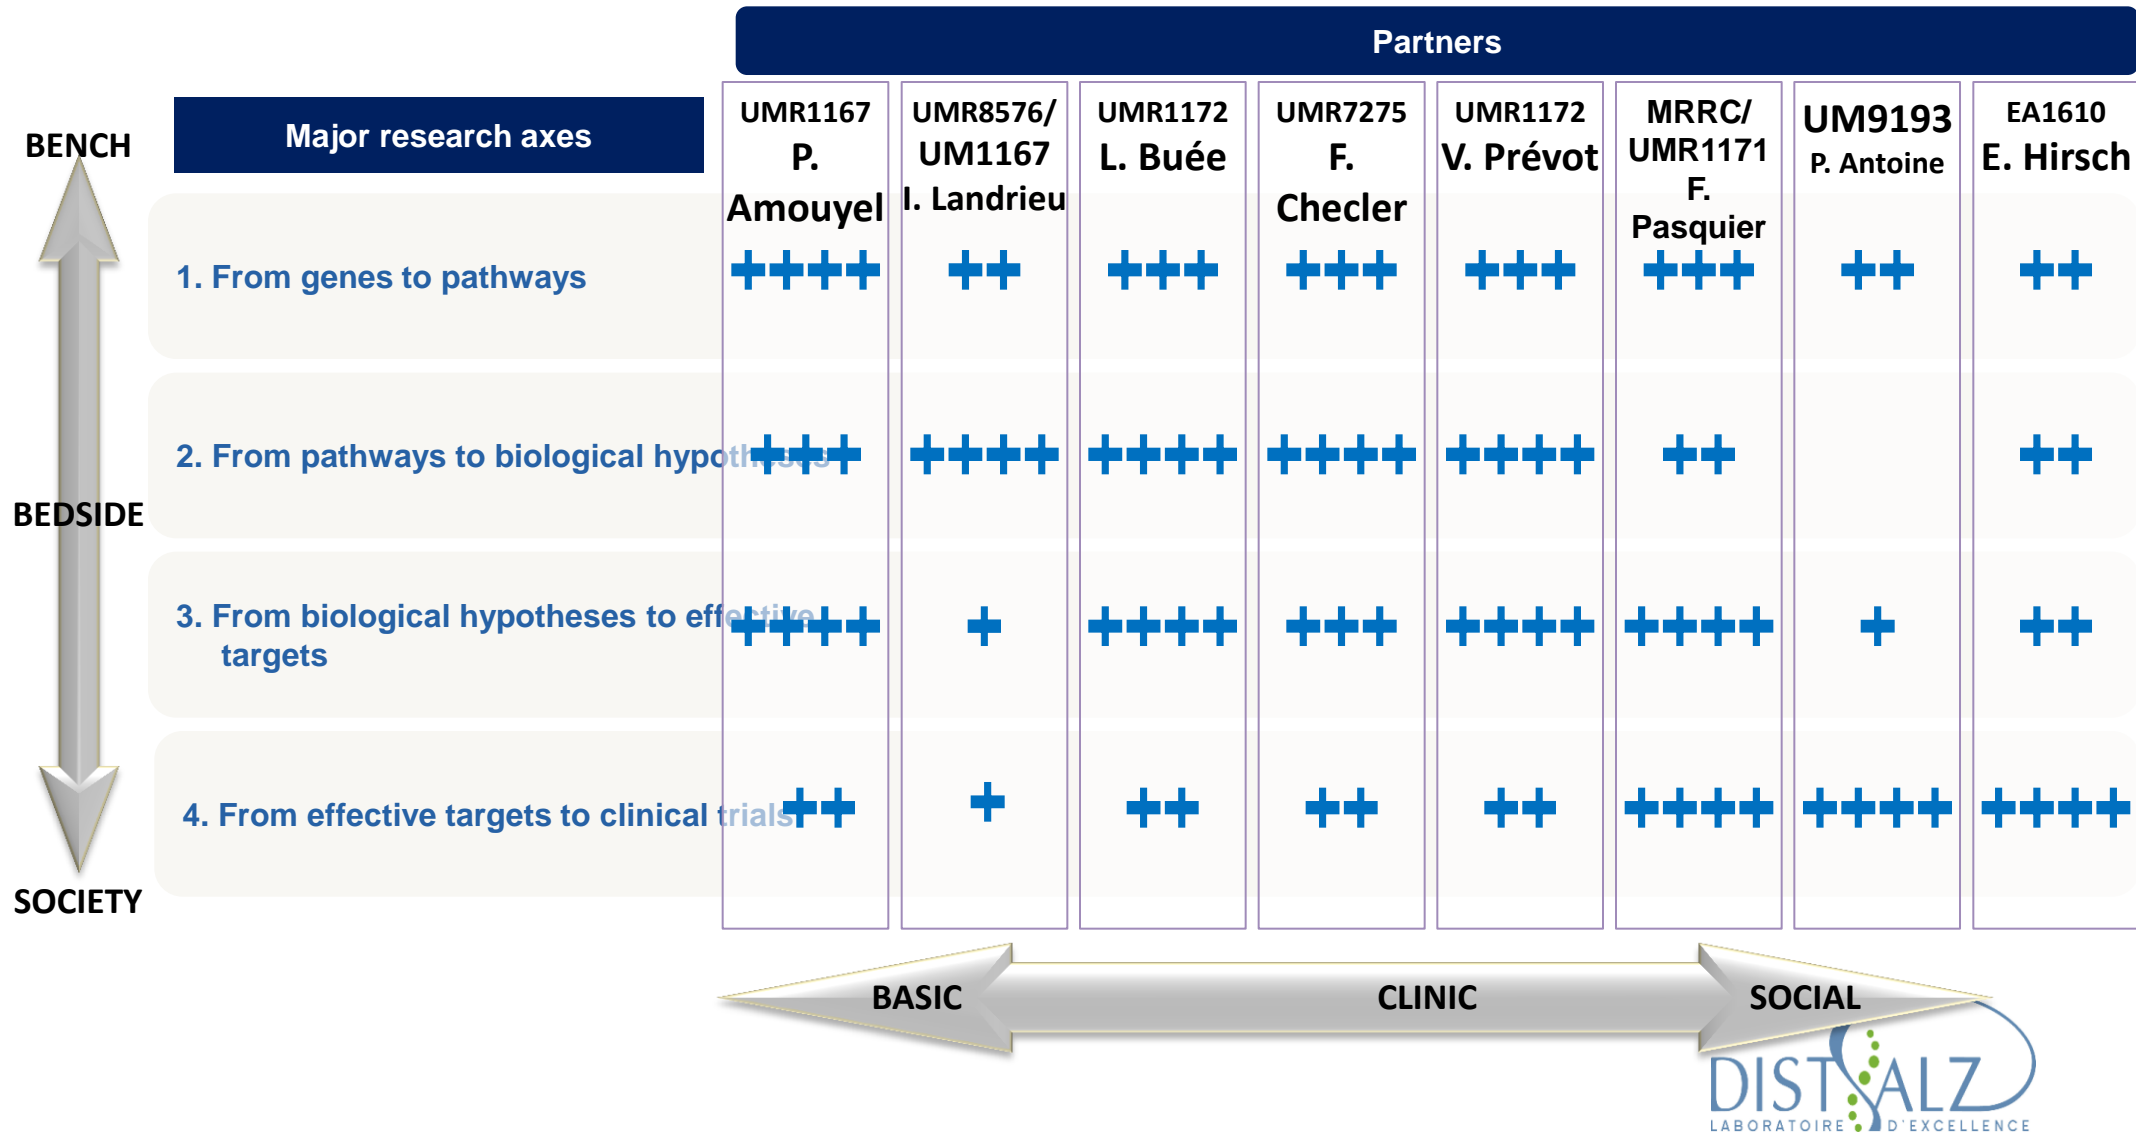 Partners
Major research axes
UMR1167
P.
Amouyel
UMR8576/
UM1167
I. Landrieu
UMR1172
L. Buée
UMR7275
F.
Checler
UMR1172
V. Prévot
MRRC/
UMR1171
F.
Pasquier
UM9193
P. Antoine
EA1610
E. Hirsch
BENCH
1. From genes to pathways
++++ ++ +++ +++ +++ +++ ++ ++
2. From pathways to biological hypotheses
+++ ++++ ++++ ++++ ++++ ++ ++
BEDSIDE
3. From biological hypotheses to effective
targets
++++ + ++++ +++ ++++ ++++ + ++
4. From effective targets to clinical trials
++ + ++ ++ ++ ++++ ++++ ++++
SOCIETY
BASIC CLINIC SOCIAL
DISTALZ
LABORATOIRE D'EXCELLENCE